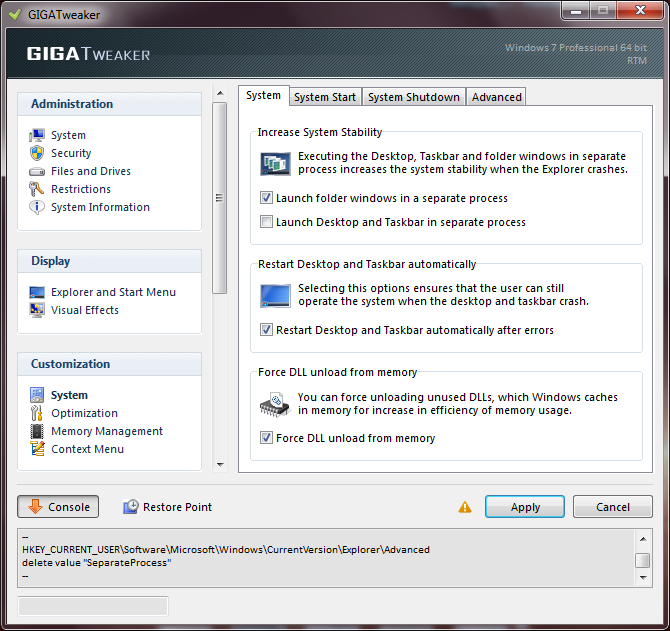 GIGATweaker
GIGATWEAKER
Windows 7 Professional 64 bit
RTM
Administration
System
Security
Files and Drives
Restrictions
System Information
Display
Explorer and Start Menu
Visual Effects
Customization
System
Optimization
Memory Management
Context Menu
System
System Start
System Shutdown
Advanced
Increase System Stability
Executing the Desktop, Taskbar and folder windows in separate
process increases the system stability when the Explorer crashes.
Launch folder windows in a separate process
Launch Desktop and Taskbar in separate process
Restart Desktop and Taskbar automatically
Selecting this options ensures that the user can still
operate the system when the desktop and taskbar crash.
Restart Desktop and Taskbar automatically after errors
Force DLL unload from memory
You can force unloading unused DLLs, which Windows caches
in memory for increase in efficiency of memory usage.
Force DLL unload from memory
Console
Restore Point
Apply
Cancel
--
HKEY_CURRENT_USER\Software\Microsoft\Windows\CurrentVersion\Explorer\Advanced
delete value "SeparateProcess"
--